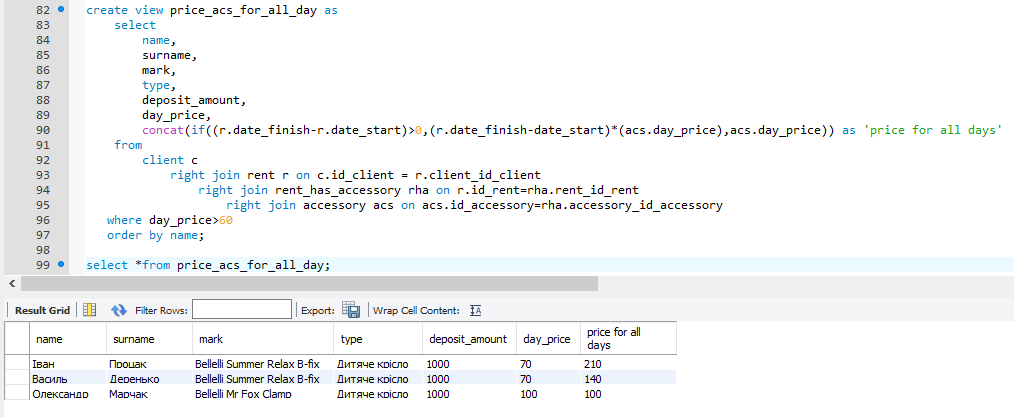 82 create view price_acs_for_all_day as
83 select
84 name,
85 surname,
86 mark,
87 type,
88 deposit_amount,
89 day_price,
90 concat(if((r.date_finish-r.date_start)>0,(r.date_finish-date_start)*(acs.day_price),acs.day_price)) as 'price for all days'
91 from
92 client c
93 right join rent r on c.id_client = r.client_id_client
94 right join rent_has_accessory rha on r.id_rent=rha.rent_id_rent
95 right join accessory acs on acs.id_accessory=rha.accessory_id_accessory
96 where day_price>60
97 order by name;
98
99 select *from price_acs_for_all_day;
Result Grid Filter Rows: Export: Wrap Cell Content: IA
name surname mark type deposit_amount day_price price for all
days
Іван Процак Bellelli Summer Relax B-fix Дитяче крісло 1000 70 210
Василь Деренько Bellelli Summer Relax B-fix Дитяче крісло 1000 70 140
Олександр Марчак Bellelli Mr Fox Clamp Дитяче крісло 1000 100 100